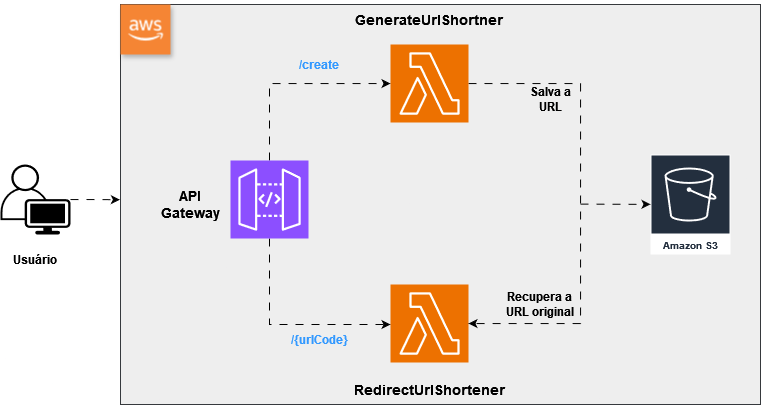 aws
GenerateUrlShortner
/create
Salva a
URL
API
Gateway
Amazon S3
Usuário
Recupera a
URL original
/{urlCode}
RedirectUrlShortener